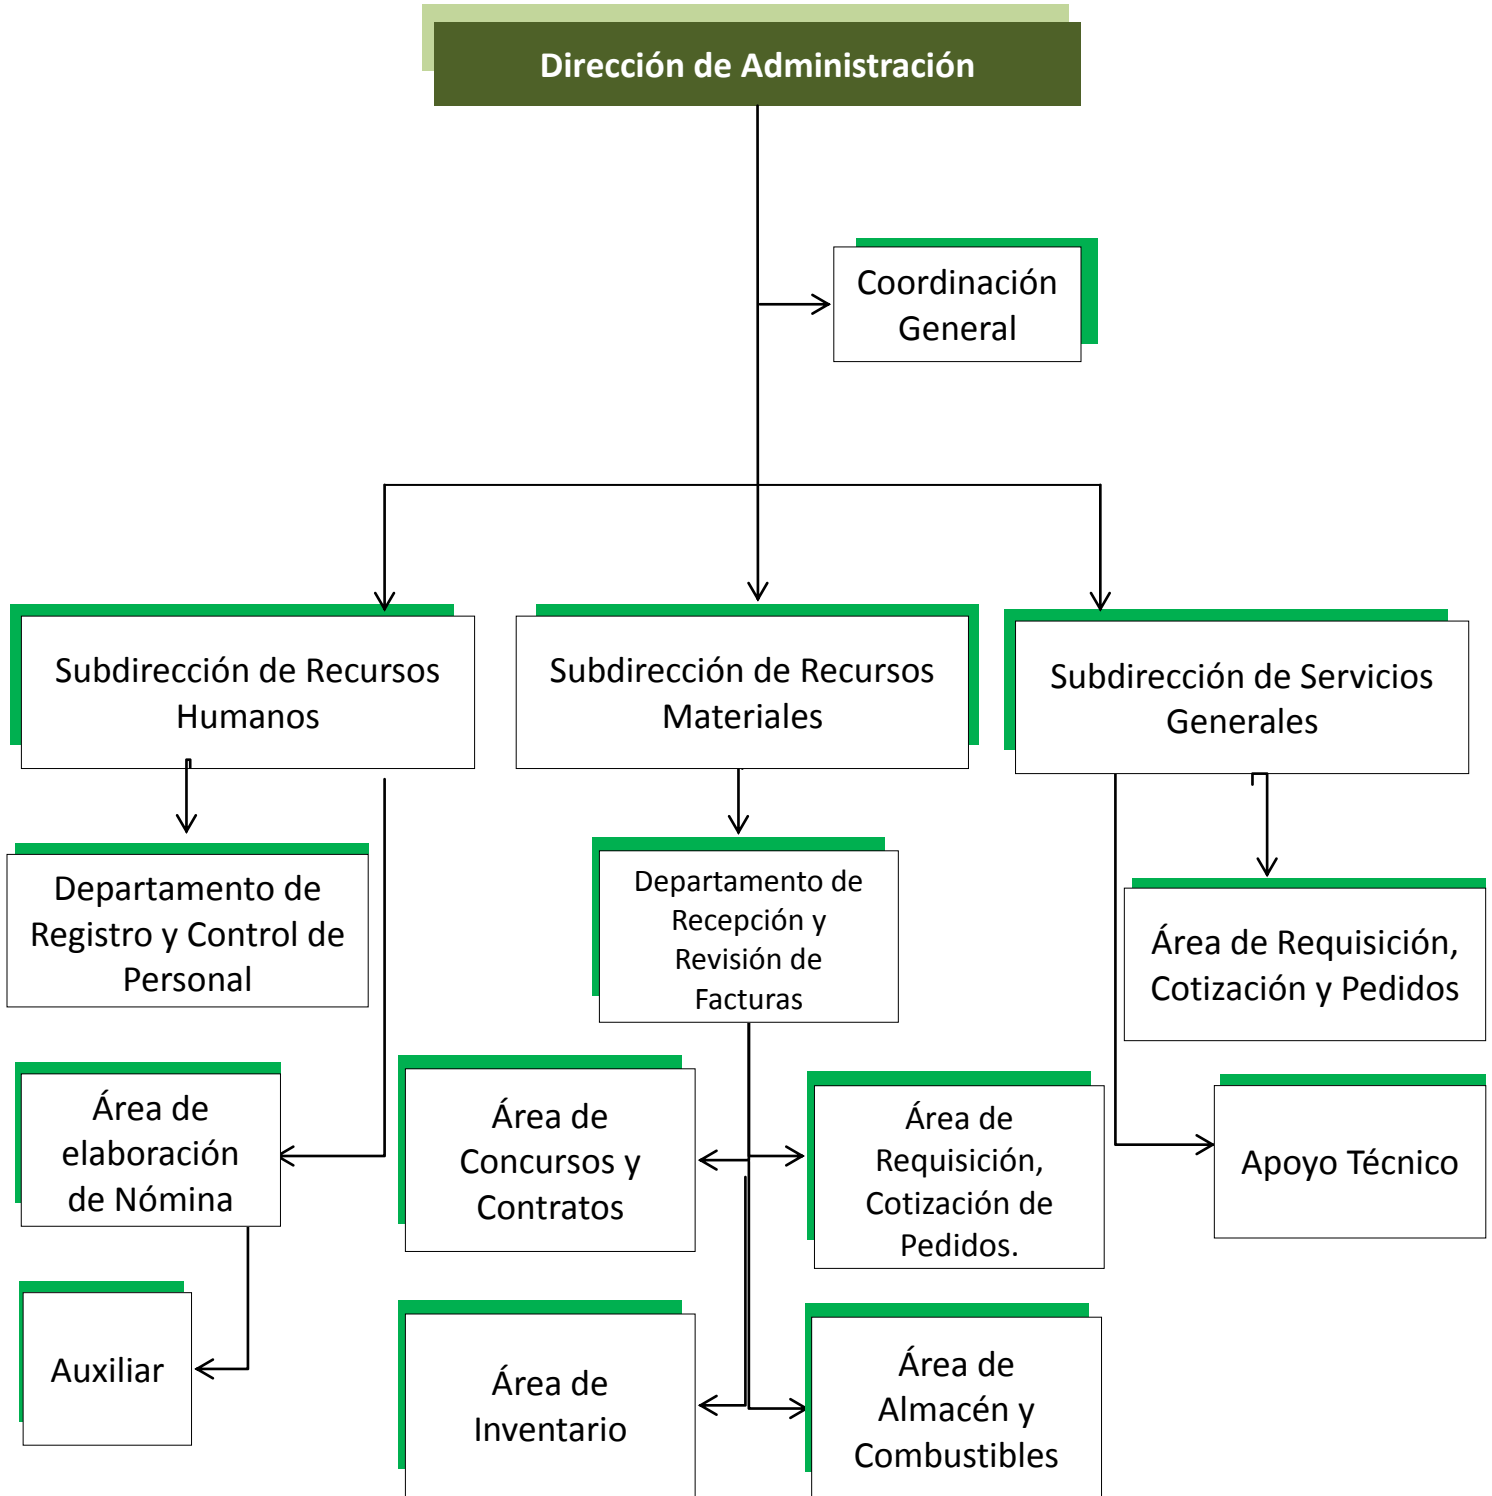 Dirección de Administración
Coordinación
General
Subdirección de Recursos
Humanos
Subdirección de Recursos
Materiales
Subdirección de Servicios
Generales
Departamento de
Registro y Control de
Personal
Departamento de
Recepción y
Revisión de
Facturas
Área de Requisición,
Cotización y Pedidos
Área de
elaboración
de Nómina
Área de
Concursos y
Contratos
Área de
Requisición,
Cotización de
Pedidos.
Apoyo Técnico
Auxiliar
Área de
Inventario
Área de
Almacén y
Combustibles